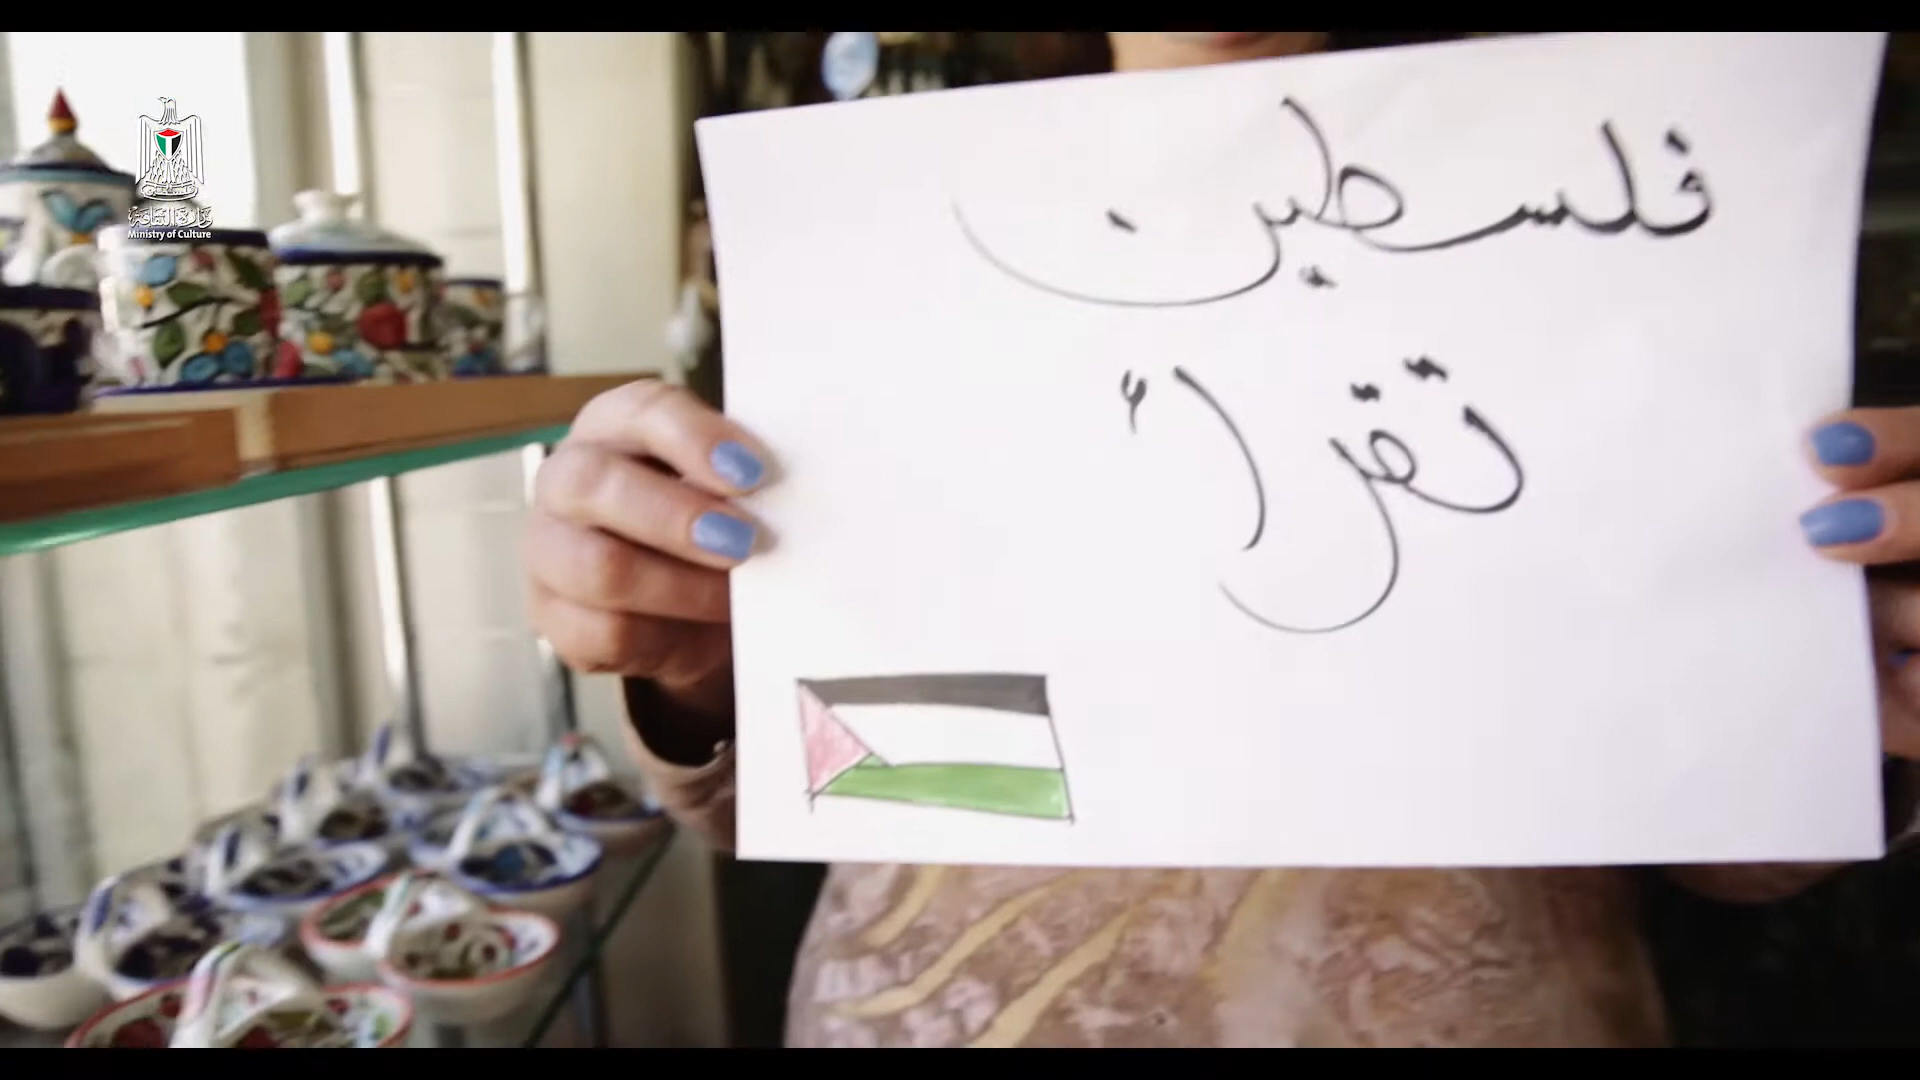 وزارة الثقافة
Ministry of Culture
فلسطين
تقرأ